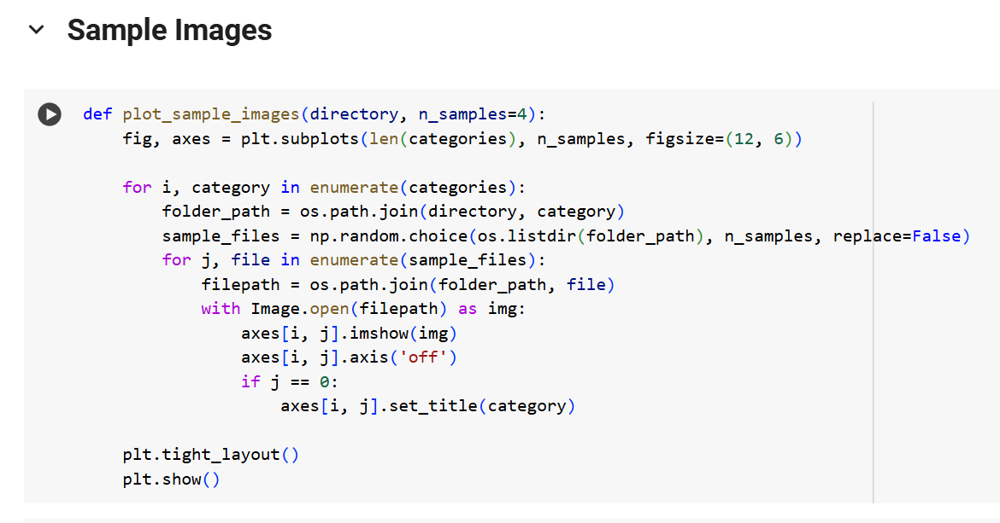 Sample Images
def plot_sample_images(directory, n_samples=4):
    fig, axes = plt.subplots(len(categories), n_samples, figsize=(12, 6))
    for i, category in enumerate(categories):
        folder_path = os.path.join(directory, category)
        sample_files = np.random.choice(os.listdir(folder_path), n_samples, replace=False)
        for j, file in enumerate(sample_files):
            filepath = os.path.join(folder_path, file)
            with Image.open(filepath) as img:
                axes[i, j].imshow(img)
                axes[i, j].axis('off')
                if j == 0:
                    axes[i, j].set_title(category)
    plt.tight_layout()
    plt.show()